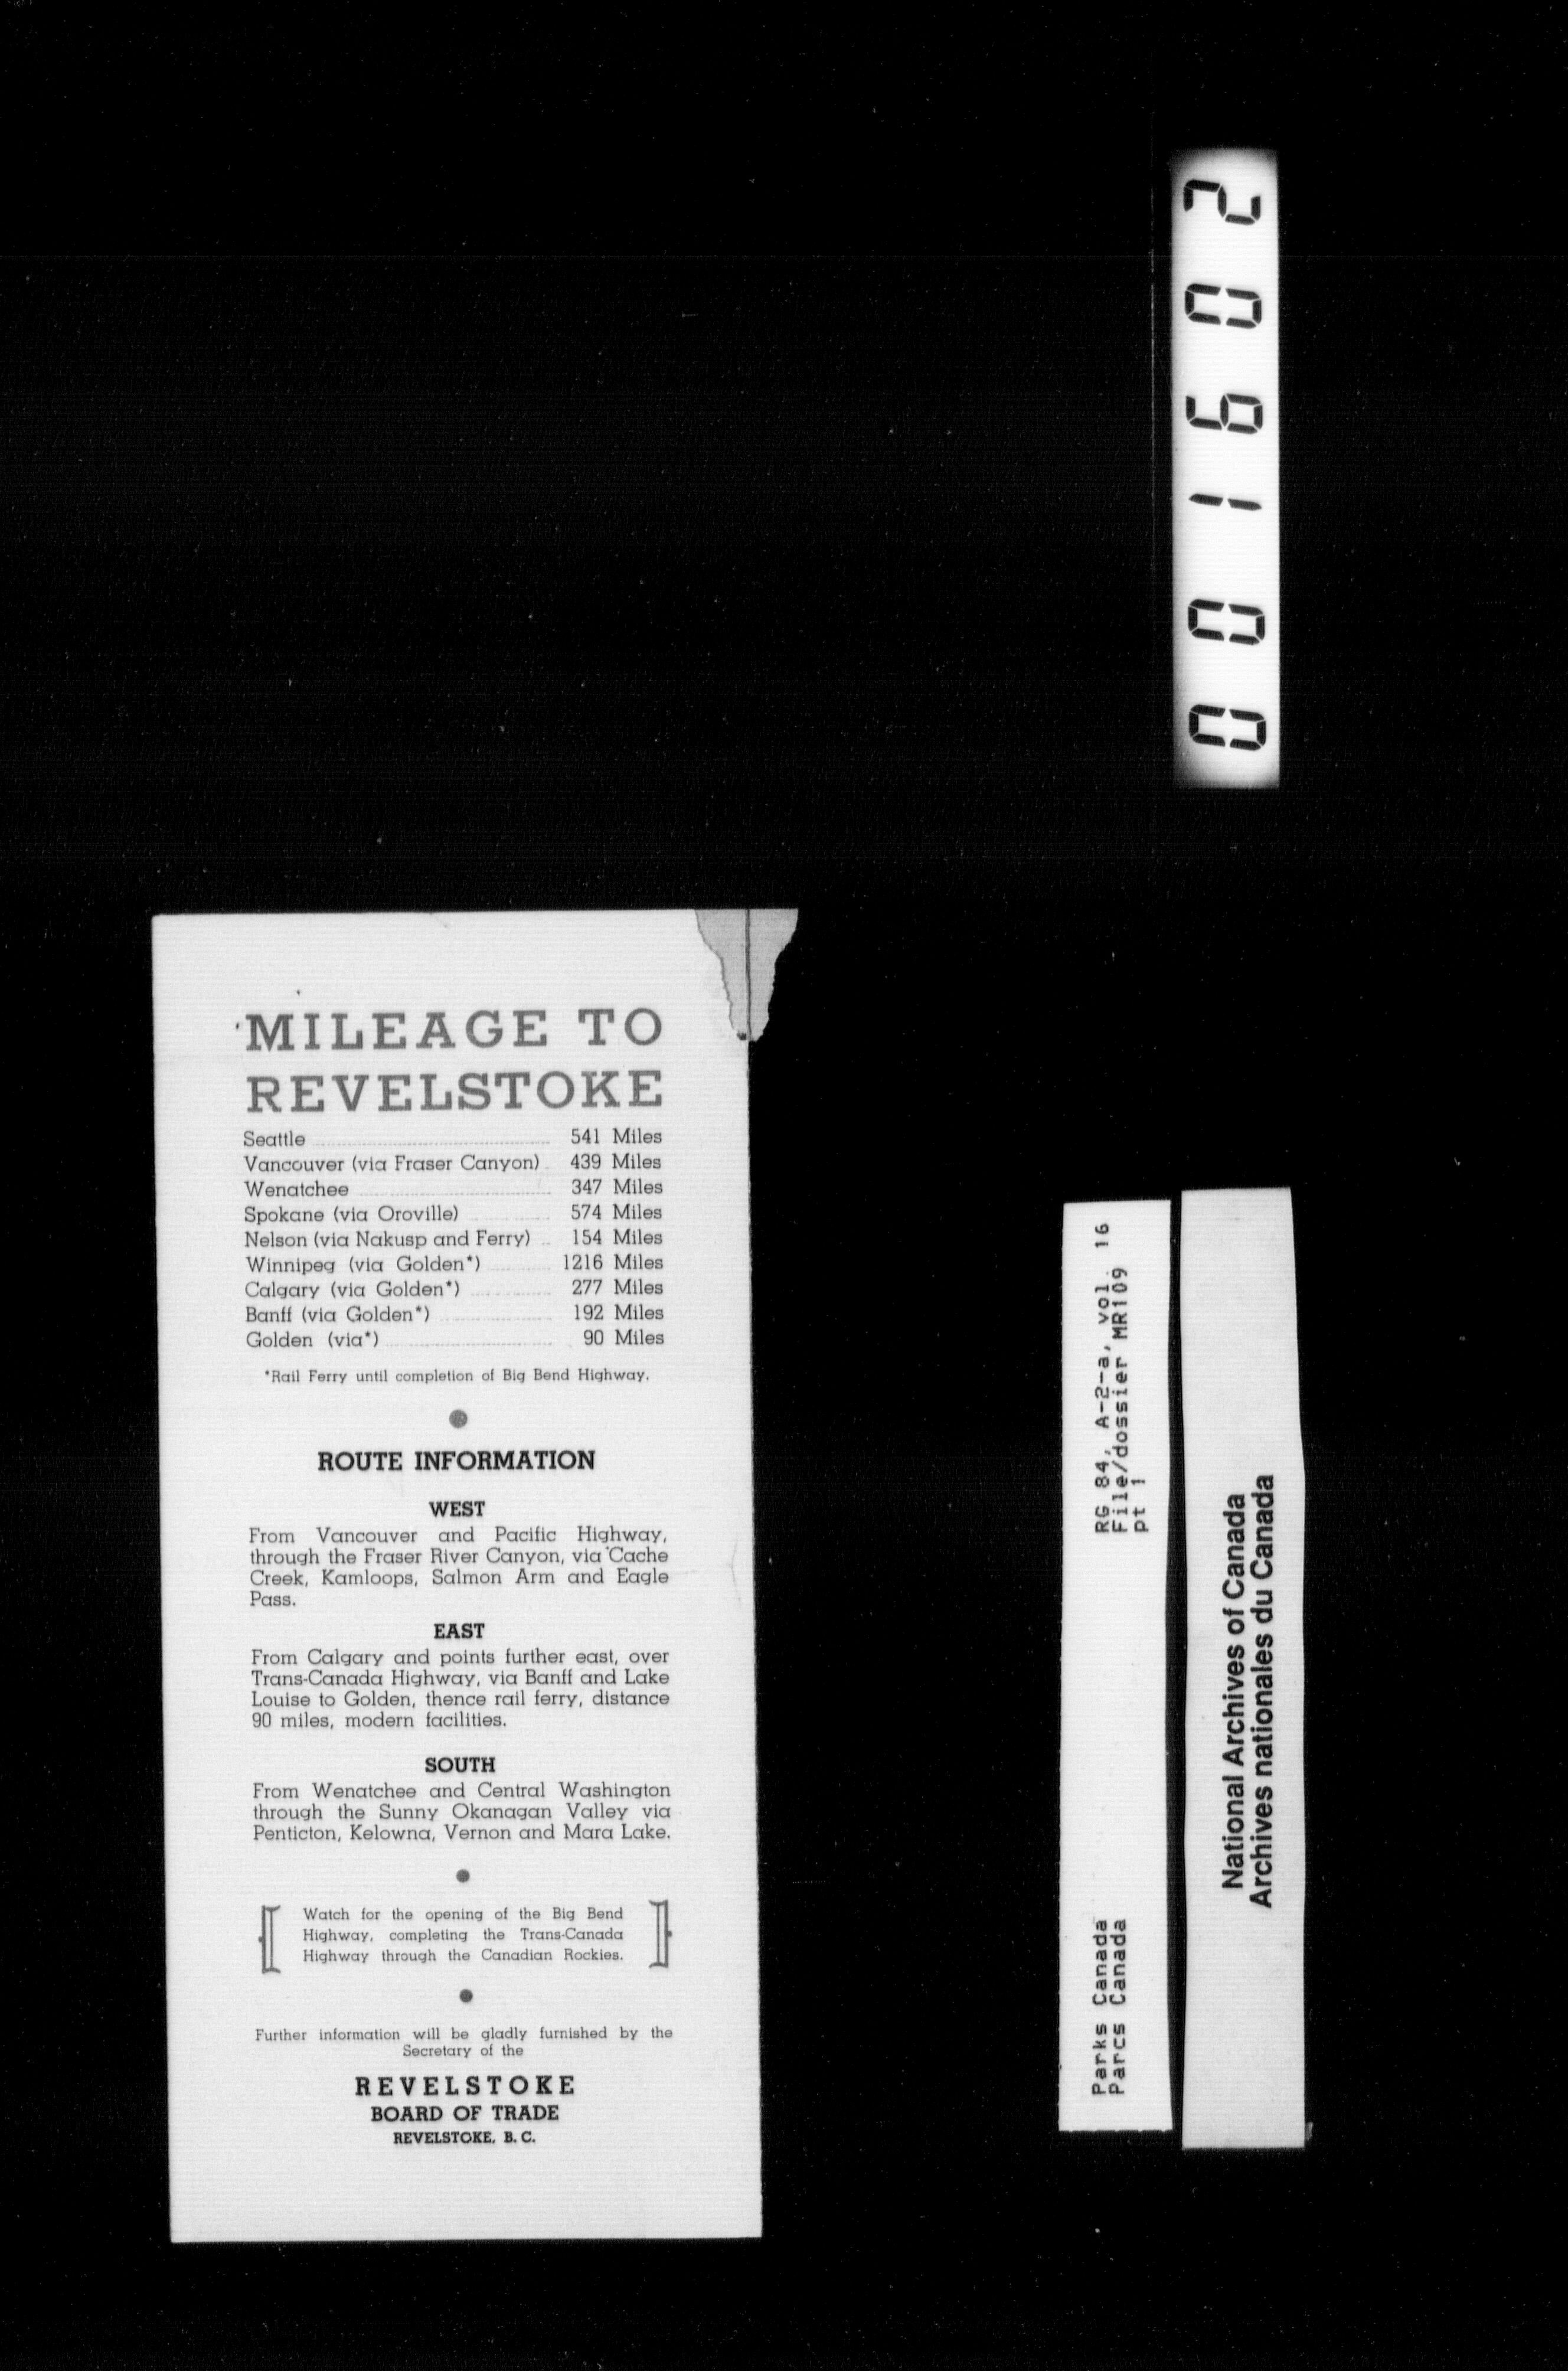 MILEAGE TO
REVELSTOKE
Seattle 541 Miles
Vancouver (via Fraser Canyon) 439 Miles
Wenatchee 347 Miles
Spokane (via Oroville) 574 Miles
Nelson (via Nakusp and Ferry) 154 Miles
Winnipeg (via Golden*) 1216 Miles
Calgary (via Golden*) 277 Miles
Banff (via Golden*) 192 Miles
Golden (via*) 90 Miles
*Rail Ferry until completion of Big Bend Highway.
ROUTE INFORMATION
WEST
From Vancouver and Pacific Highway,
through the Fraser River Canyon, via Cache
Creek, Kamloops, Salmon Arm and Eagle
Pass.
EAST
From Calgary and points further east, over
Trans-Canada Highway, via Banff and Lake
Louise to Golden, thence rail ferry, distance
90 miles, modern facilities.
SOUTH
From Wenatchee and Central Washington
through the Sunny Okanagan Valley via
Penticton, Kelowna, Vernon and Mara Lake.
Watch for the opening of the Big Bend
Highway, completing the Trans-Canada
Highway through the Canadian Rockies.
Further information will be gladly furnished by the
Secretary of the
REVELSTOKE
BOARD OF TRADE
REVELSTOKE, B. C.
001602
Parks Canada
Parcs Canada
RG 84, A-2-a, vol. 16
File/dossier MR109
pt 1
National Archives of Canada
Archives nationales du Canada